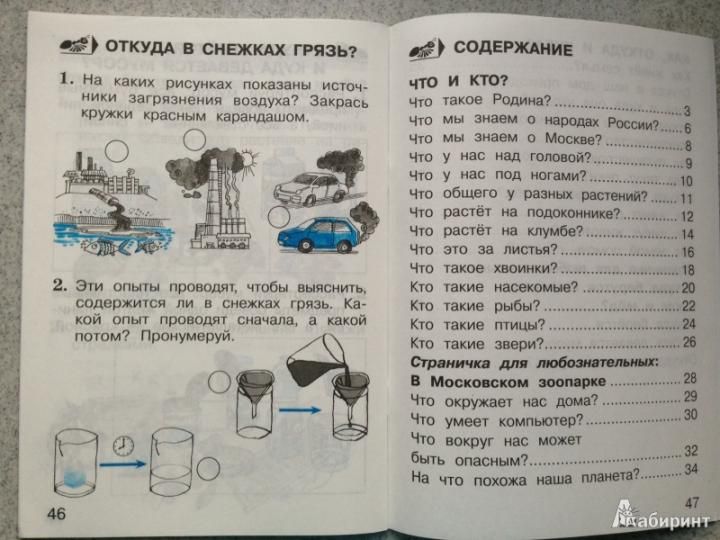 ОТКУДА В СНЕЖКАХ ГРЯЗЬ?
1. На каких рисунках показаны источ-
ники загрязнения воздуха? Закрась
кружки красным карандашом.
2. Эти опыты проводят, чтобы выяснить,
содержится ли в снежках грязь. Ка-
кой опыт проводят сначала, а какой
потом? Пронумеруй.
46
СОДЕРЖАНИЕ
ЧТО И КТО?
Что такое Родина? 3
Что мы знаем о народах России? 6
Что мы знаем о Москве? 8
Что у нас над головой? 9
Что у нас под ногами? 10
Что общего у разных растений? 11
Что растёт на подоконнике? 12
Что растёт на клумбе? 14
Что это за листья? 16
Что такое хвоинки? 18
Кто такие насекомые? 20
Кто такие рыбы? 22
Кто такие птицы? 24
Кто такие звери? 26
Страничка для любознательных:
В Московском зоопарке 28
Что окружает нас дома? 29
Что умеет компьютер? 30
Что вокруг нас может
быть опасным? 32
На что похожа наша планета? 34
47
Лабиринт